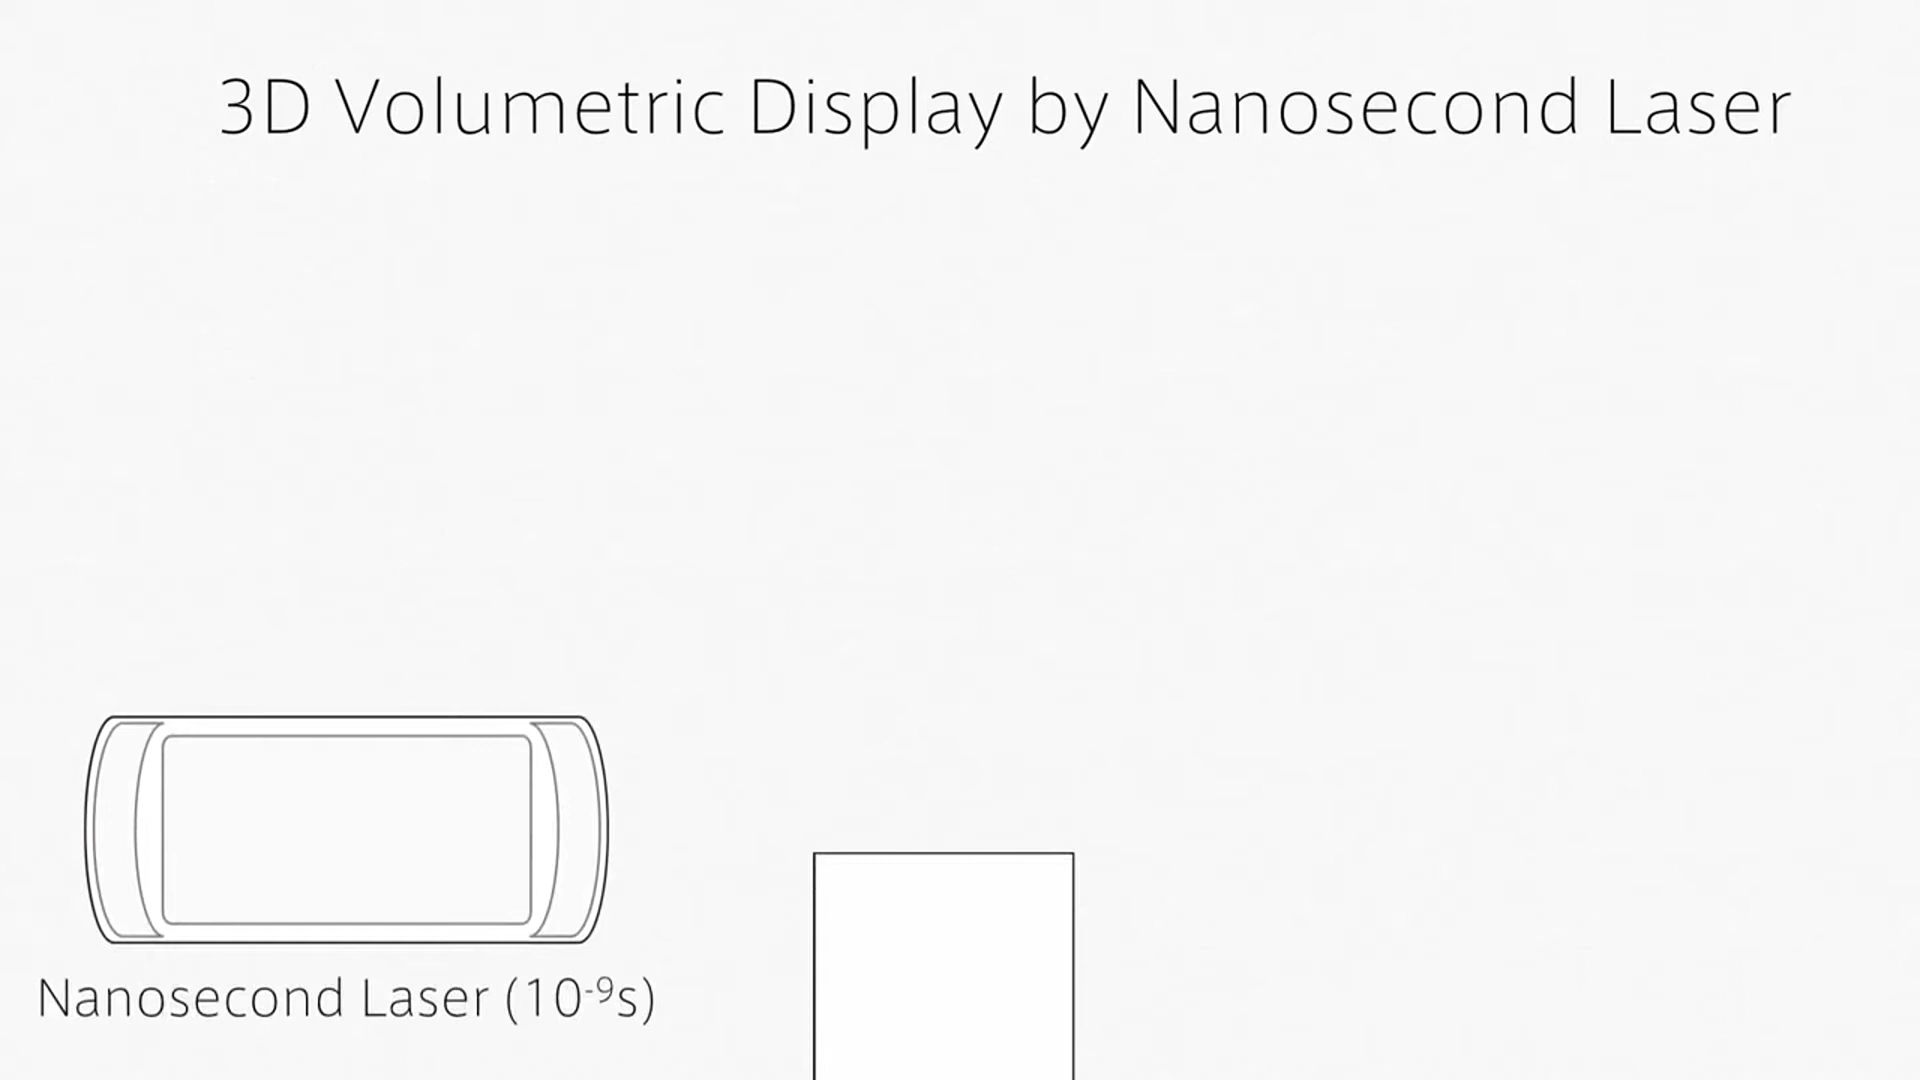 3D Volumetric Display by Nanosecond Laser
Nanosecond Laser (10⁻⁹s)